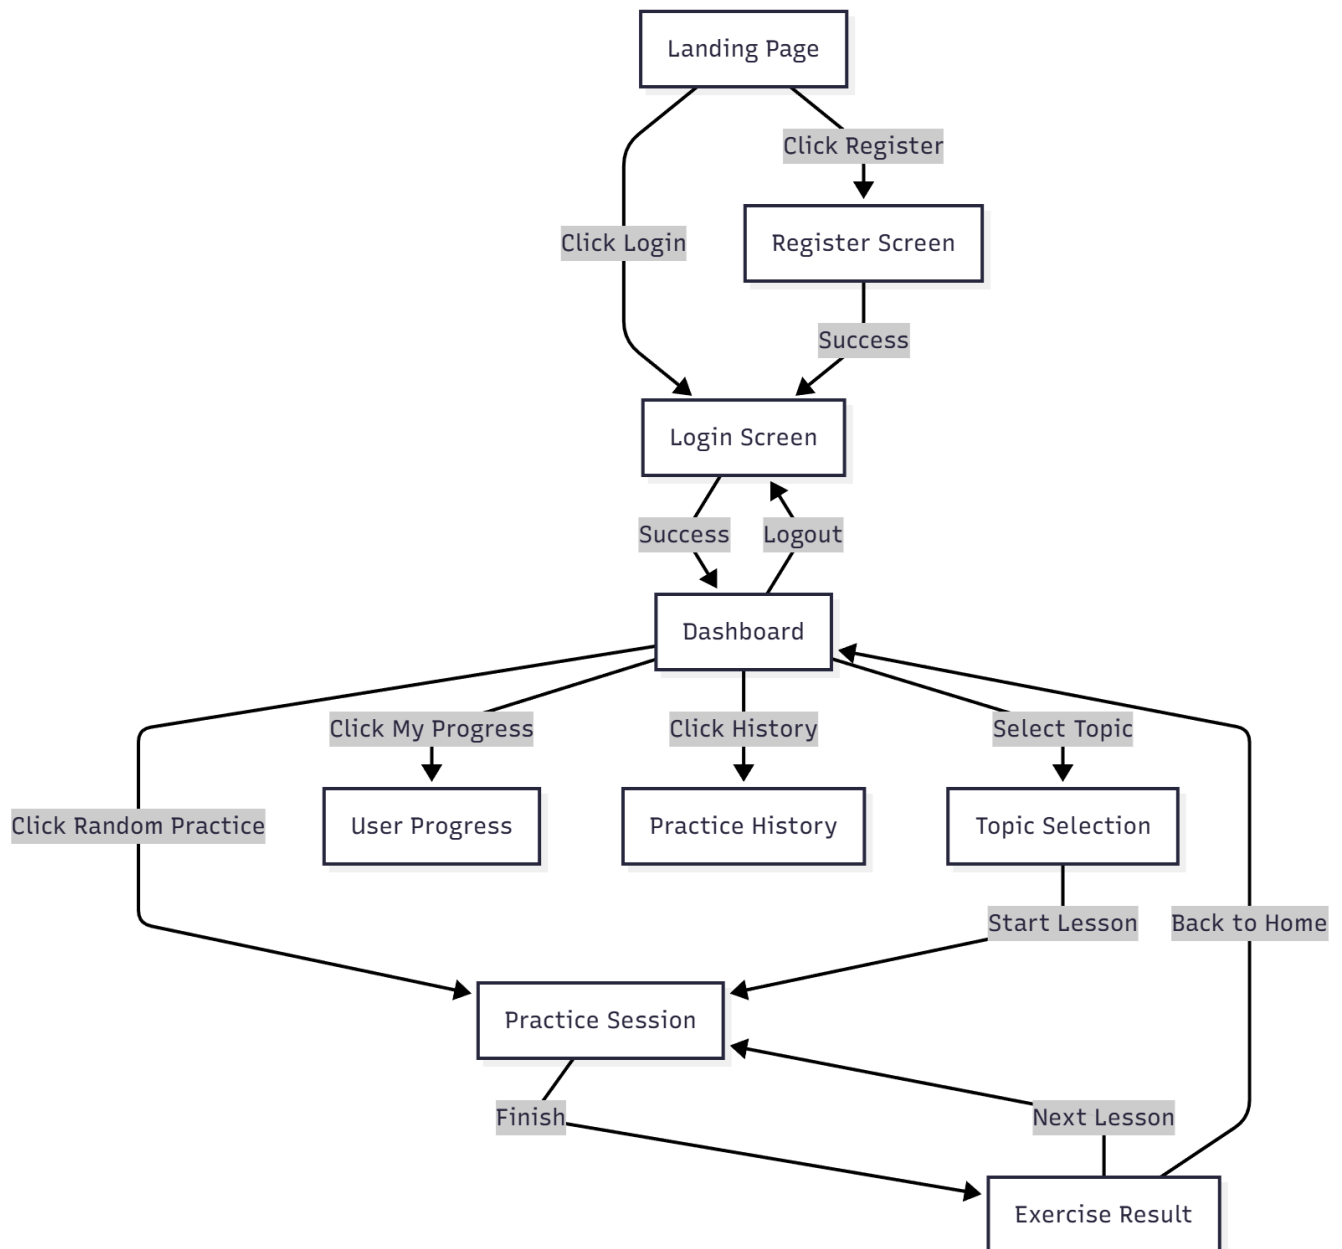 Landing Page
Click Register
Click Login
Register Screen
Success
Login Screen
Success
Logout
Dashboard
Click My Progress
Click History
Select Topic
Click Random Practice
User Progress
Practice History
Topic Selection
Start Lesson
Back to Home
Practice Session
Finish
Next Lesson
Exercise Result